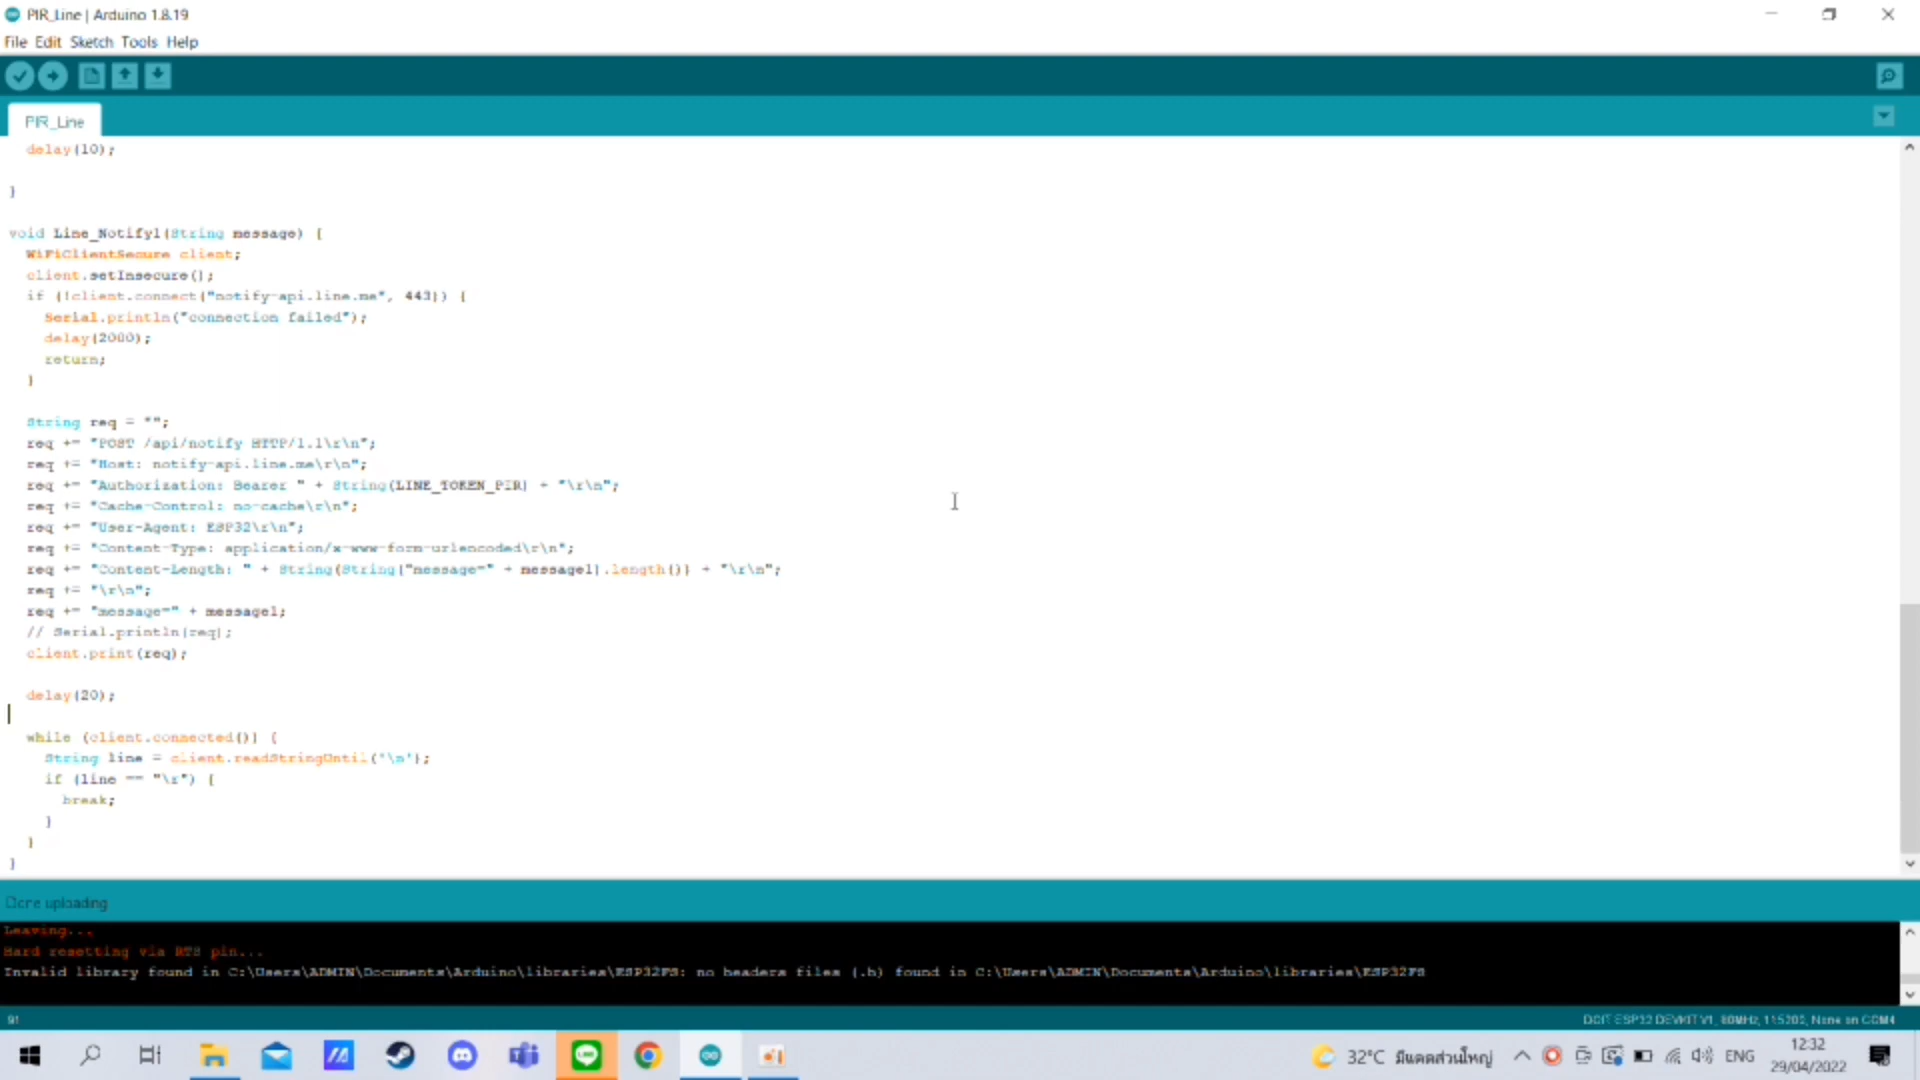 PIR_Line | Arduino 1.8.19
File Edit Sketch Tools Help
PIR_Line
delay(10);
}
void Line_Notify1(String message) {
WiFiClientSecure client;
client.setInsecure();
if (!client.connect("notify-api.line.me", 443)) {
Serial.println("connection failed");
delay(2000);
return;
}
String req = "";
req += "POST /api/notify HTTP/1.1\r\n";
req += "Host: notify-api.line.me\r\n";
req += "Authorization: Bearer " + String(LINE_TOKEN_PIR) + "\r\n";
req += "Cache-Control: no-cache\r\n";
req += "User-Agent: ESP32\r\n";
req += "Content-Type: application/x-www-form-urlencoded\r\n";
req += "Content-Length: " + String(String("message=" + message1).length()) + "\r\n";
req += "\r\n";
req += "message=" + message1;
// Serial.println(req);
client.print(req);
delay(20);
while (client.connected()) {
String line = client.readStringUntil('\n');
if (line == "\r") {
break;
}
}
}
Done uploading
Leaving...
Hard resetting via RTS pin...
Invalid library found in C:\Users\ADMIN\Documents\Arduino\libraries\ESP32FS: no headers files (.h) found in C:\Users\ADMIN\Documents\Arduino\libraries\ESP32FS
91
DOIT ESP32 DEVKIT V1, 80MHz, 115200, None on COM4
32°C มีแดดส่วนใหญ่
ENG
12:32
29/04/2022